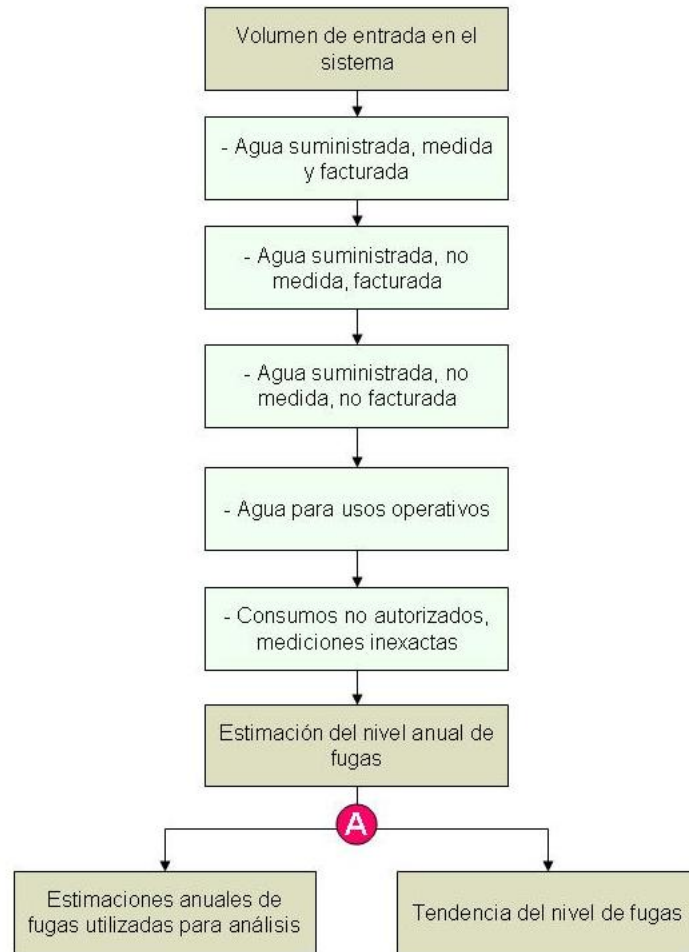 Volumen de entrada en el
sistema
- Agua suministrada, medida
y facturada
- Agua suministrada, no
medida, facturada
- Agua suministrada, no
medida, no facturada
- Agua para usos operativos
- Consumos no autorizados,
mediciones inexactas
Estimación del nivel anual de
fugas
A
Estimaciones anuales de
fugas utilizadas para análisis
Tendencia del nivel de fugas